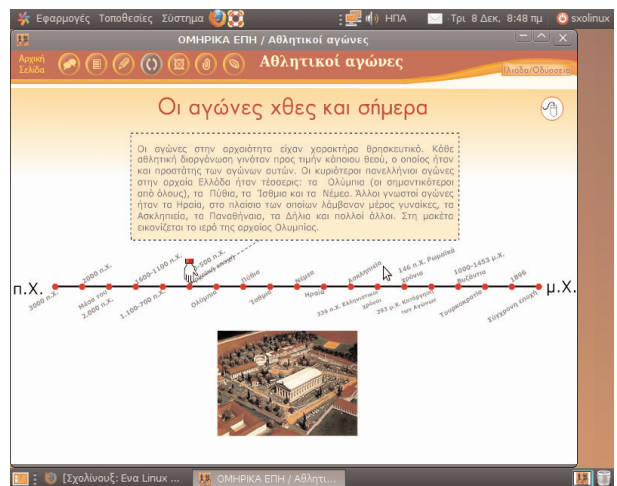 Εφαρμογές Τοποθεσίες Σύστημα ΗΠΑ Τρι 8 Δεκ, 8:48 πμ sxolinux
ΟΜΗΡΙΚΑ ΕΠΗ / Αθλητικοί αγώνες
Αρχική Σελίδα
Αθλητικοί αγώνες
Ιλιάδα/Οδύσσεια
Οι αγώνες χθες και σήμερα
Οι αγώνες στην αρχαιότητα είχαν χαρακτήρα θρησκευτικό. Κάθε
αθλητική διοργάνωση γινόταν προς τιμήν κάποιου θεού, ο οποίος ήταν
και προστάτης των αγώνων αυτών. Οι κυριότεροι πανελλήνιοι αγώνες
στην αρχαία Ελλάδα ήταν τέσσερις: τα Ολύμπια (οι σημαντικότεροι
από όλους), τα Πύθια, τα Ίσθμια και τα Νέμεα. Άλλοι γνωστοί αγώνες
ήταν τα Ηραία, στο πλαίσιο των οποίων λάμβαναν μέρος γυναίκες, τα
Ασκληπιεία, τα Παναθήναια, τα Δήλια και πολλοί άλλοι. Στη μακέτα
εικονίζεται το ιερό της αρχαίας Ολυμπίας.
π.Χ.
3000 π.Χ.
2000 π.Χ.
Μέσα του
2.000 π.Χ.
1600-1100 π.Χ.
1.100-700 π.Χ.
-500 π.Χ.
εποχή
Ολύμπια
Πύθια
Ίσθμια
Νέμεα
Ηραία
Ασκληπιεία
336 π.Χ. Ελληνιστικοί
χρόνοι
146 π.Χ. Ρωμαϊκά
χρόνια
393 μ.Χ. Κατάργηση
των Αγώνων
1000-1453 μ.Χ.
Βυζάντιο
Τουρκοκρατία
1896
Σύγχρονη εποχή
μ.Χ.
[Σχολίνουξ: Ένα Linux ...
ΟΜΗΡΙΚΑ ΕΠΗ / Αθλητι...